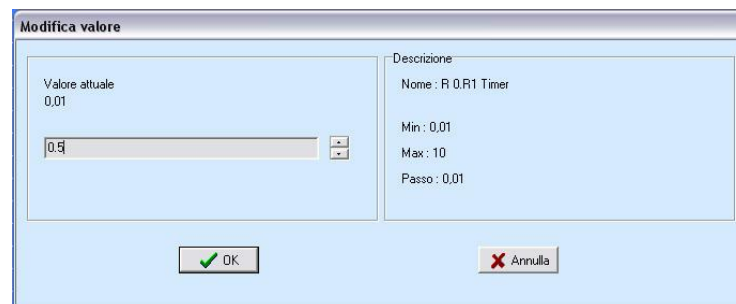 Modifica valore
Valore attuale
0,01
0.5
Descrizione
Nome : R 0.R1 Timer
Min : 0,01
Max : 10
Passo : 0,01
OK
Annulla